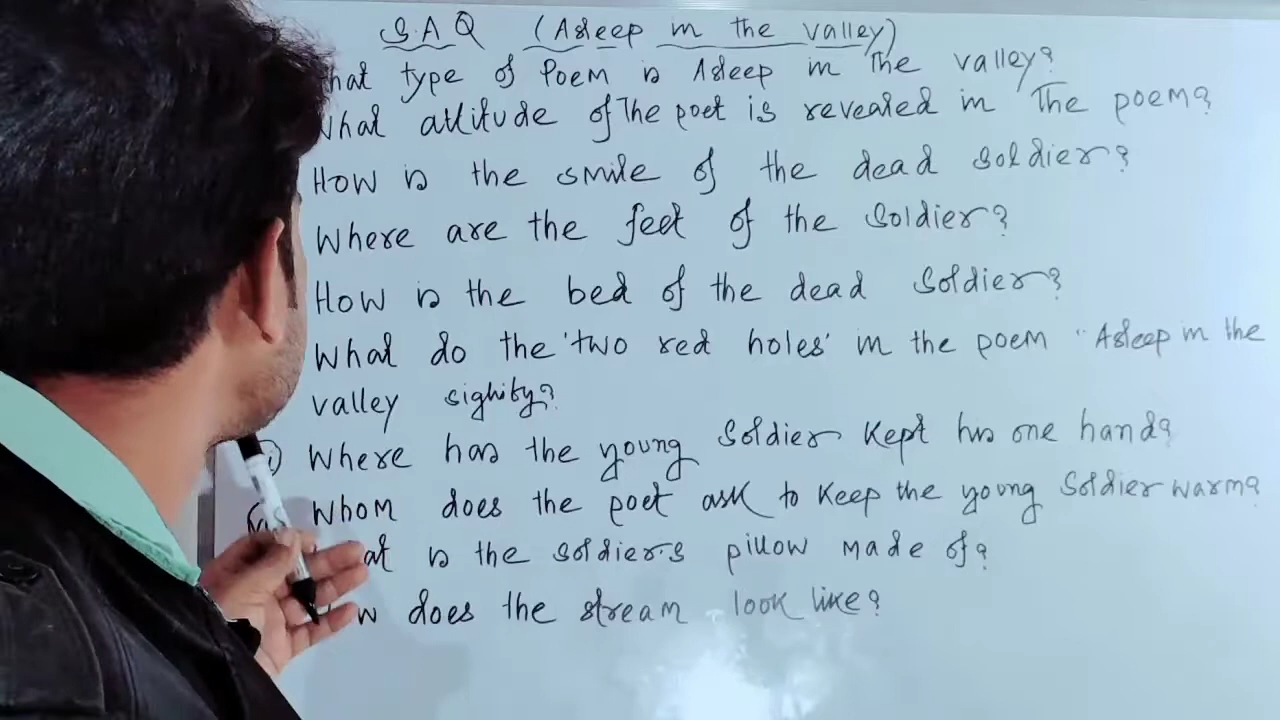 S.A.Q (Asleep in the valley)
hat type of Poem is Asleep in the valley?
What attitude of The poet is revealed in The poem?
How is the smile of the dead Soldier?
Where are the feet of the Soldier?
How is the bed of the dead Soldier?
What do the 'two red holes' in the poem "Asleep in the
valley sighify?
Where has the young Soldier Kept his one hand?
Whom does the poet ask to Keep the young Soldier warm?
at is the soldier's pillow made of?
w does the stream look like?